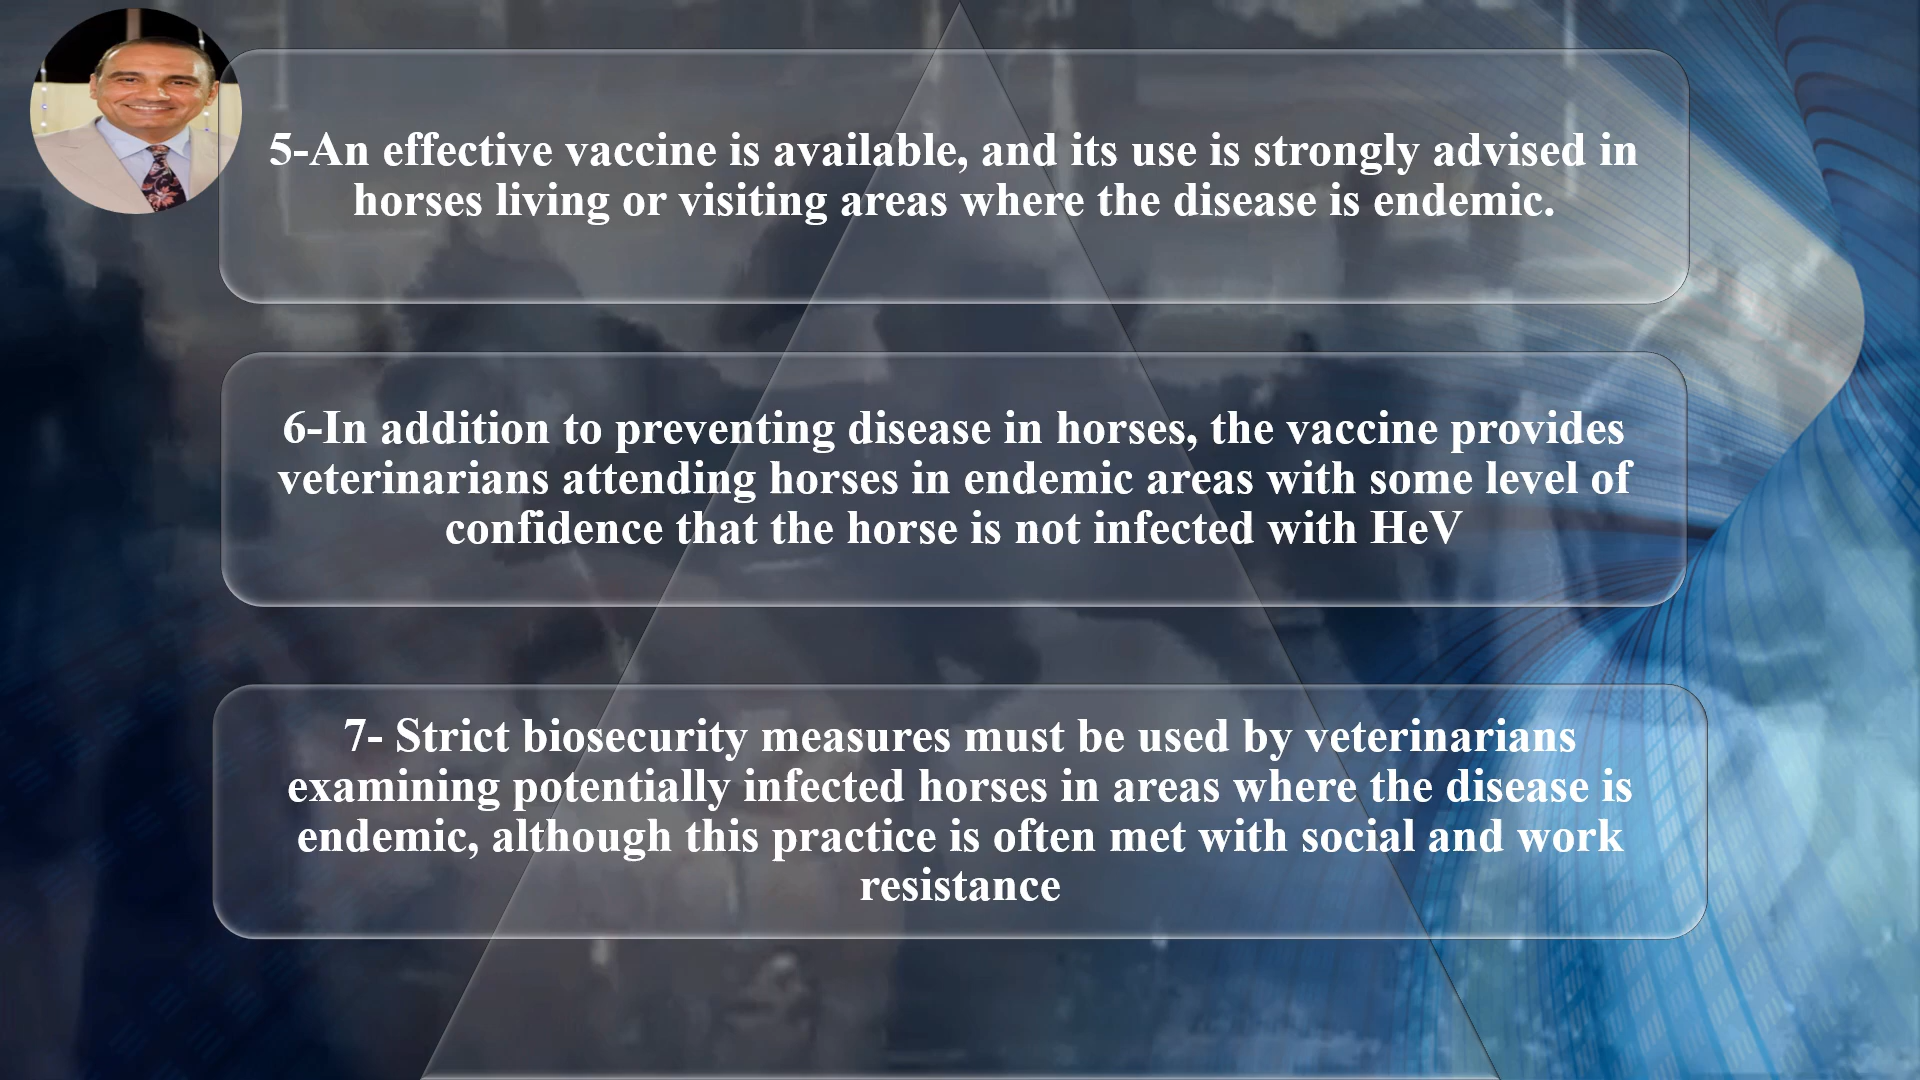 5-An effective vaccine is available, and its use is strongly advised in
horses living or visiting areas where the disease is endemic.
6-In addition to preventing disease in horses, the vaccine provides
veterinarians attending horses in endemic areas with some level of
confidence that the horse is not infected with HeV
7- Strict biosecurity measures must be used by veterinarians
examining potentially infected horses in areas where the disease is
endemic, although this practice is often met with social and work
resistance